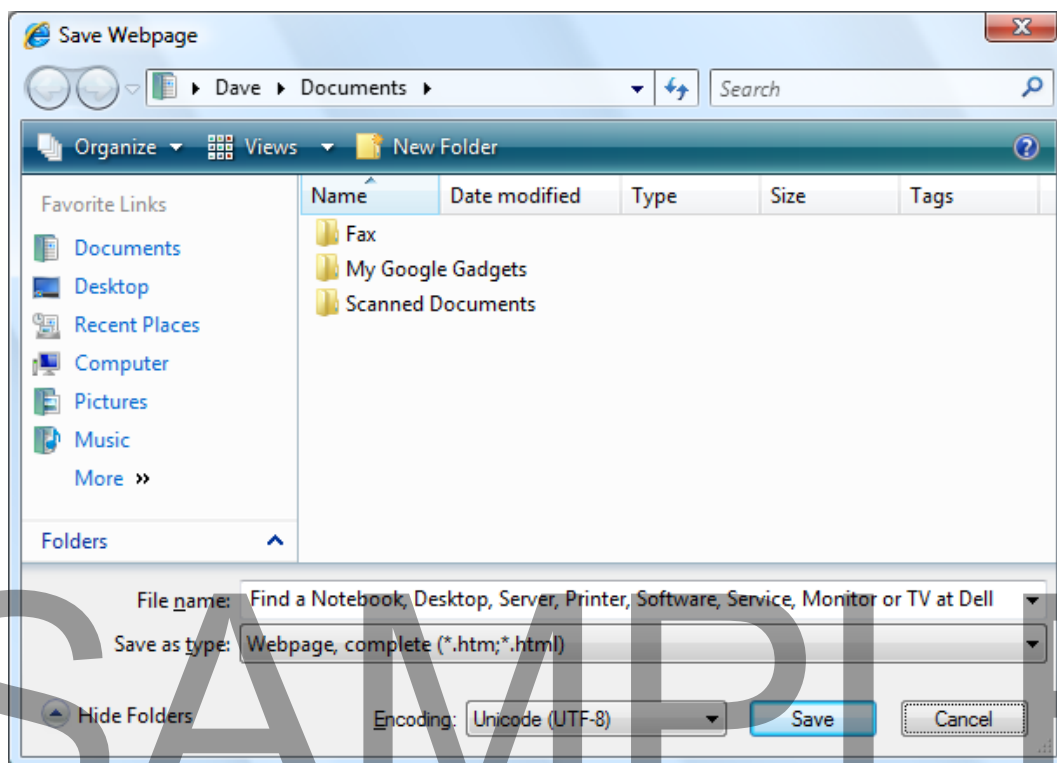 Save Webpage
Dave Documents Search
Organize Views New Folder
Favorite Links
Documents
Desktop
Recent Places
Computer
Pictures
Music
More »
Folders
Name Date modified Type Size Tags
Fax
My Google Gadgets
Scanned Documents
File name: Find a Notebook, Desktop, Server, Printer, Software, Service, Monitor or TV at Dell
Save as type: Webpage, complete (*.htm;*.html)
Hide Folders Encoding: Unicode (UTF-8) Save Cancel